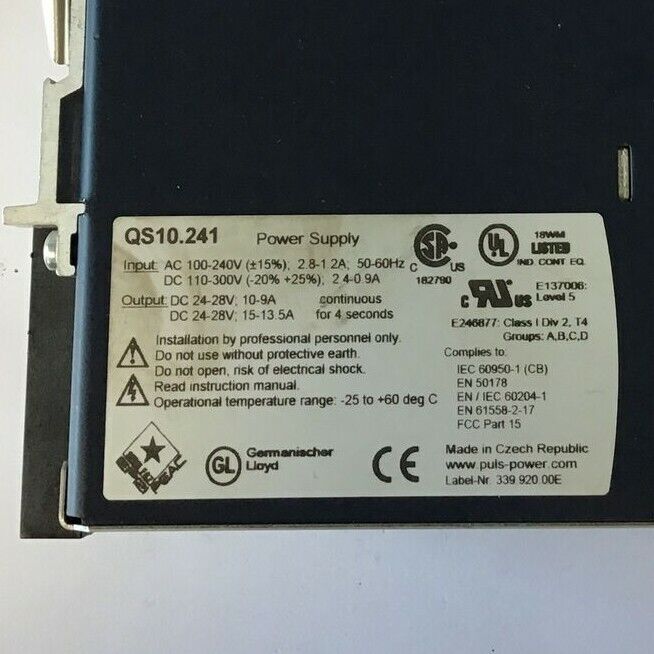 QS10.241 Power Supply
Input: AC 100-240V (±15%); 2.8-1.2A; 50-60Hz
DC 110-300V (-20% +25%); 2.4-0.9A
Output: DC 24-28V; 10-9A continuous
DC 24-28V; 15-13.5A for 4 seconds
Installation by professional personnel only.
Do not use without protective earth.
Do not open, risk of electrical shock.
Read instruction manual.
Operational temperature range: -25 to +60 deg C
C SA US
182790
UL 18WM
LISTED
IND. CONT. EQ.
c UR US E137006:
Level 5
E246877: Class I Div 2, T4
Groups: A,B,C,D
Complies to:
IEC 60950-1 (CB)
EN 50178
EN / IEC 60204-1
EN 61558-2-17
FCC Part 15
GL Germanischer
Lloyd
CE
Made in Czech Republic
www.puls-power.com
Label-Nr. 339 920.00E